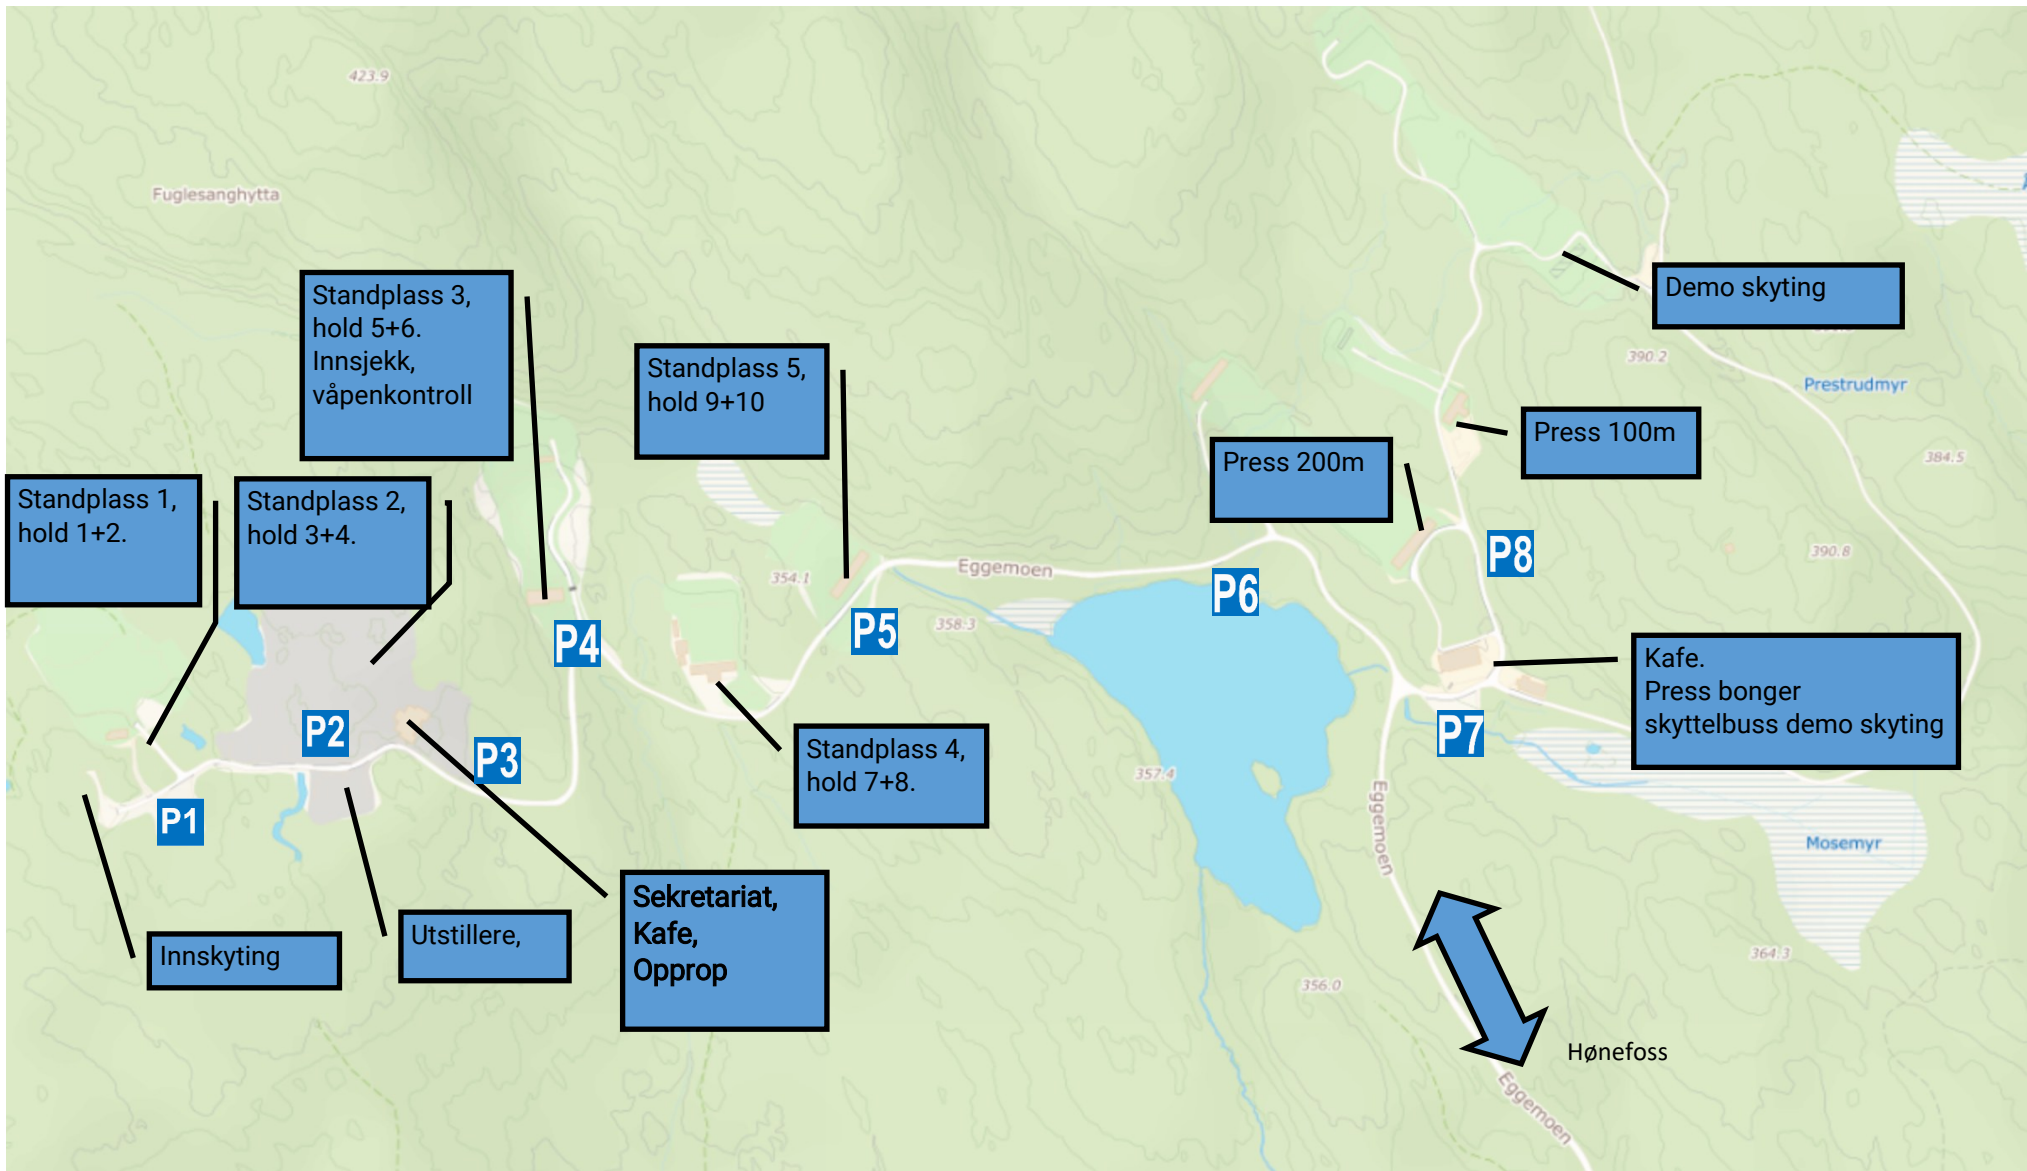 423.9
Fuglesanghytta
Standplass 3,
hold 5+6.
Innsjekk,
våpenkontroll
Demo skyting
390.2
Prestrudmyr
Standplass 5,
hold 9+10
Press 100m
Press 200m
384.5
Standplass 1,
hold 1+2.
Standplass 2,
hold 3+4.
354.1
Eggemoen
P8
390.8
P6
358.3
P5
P4
Kafe.
Press bonger
skyttelbuss demo skyting
P2
P3
P7
Standplass 4,
hold 7+8.
357.4
P1
Eggemoen
Mosemyr
Sekretariat,
Kafe,
Opprop
Utstillere,
Innskyting
364.3
356.0
Hønefoss
Eggemoen